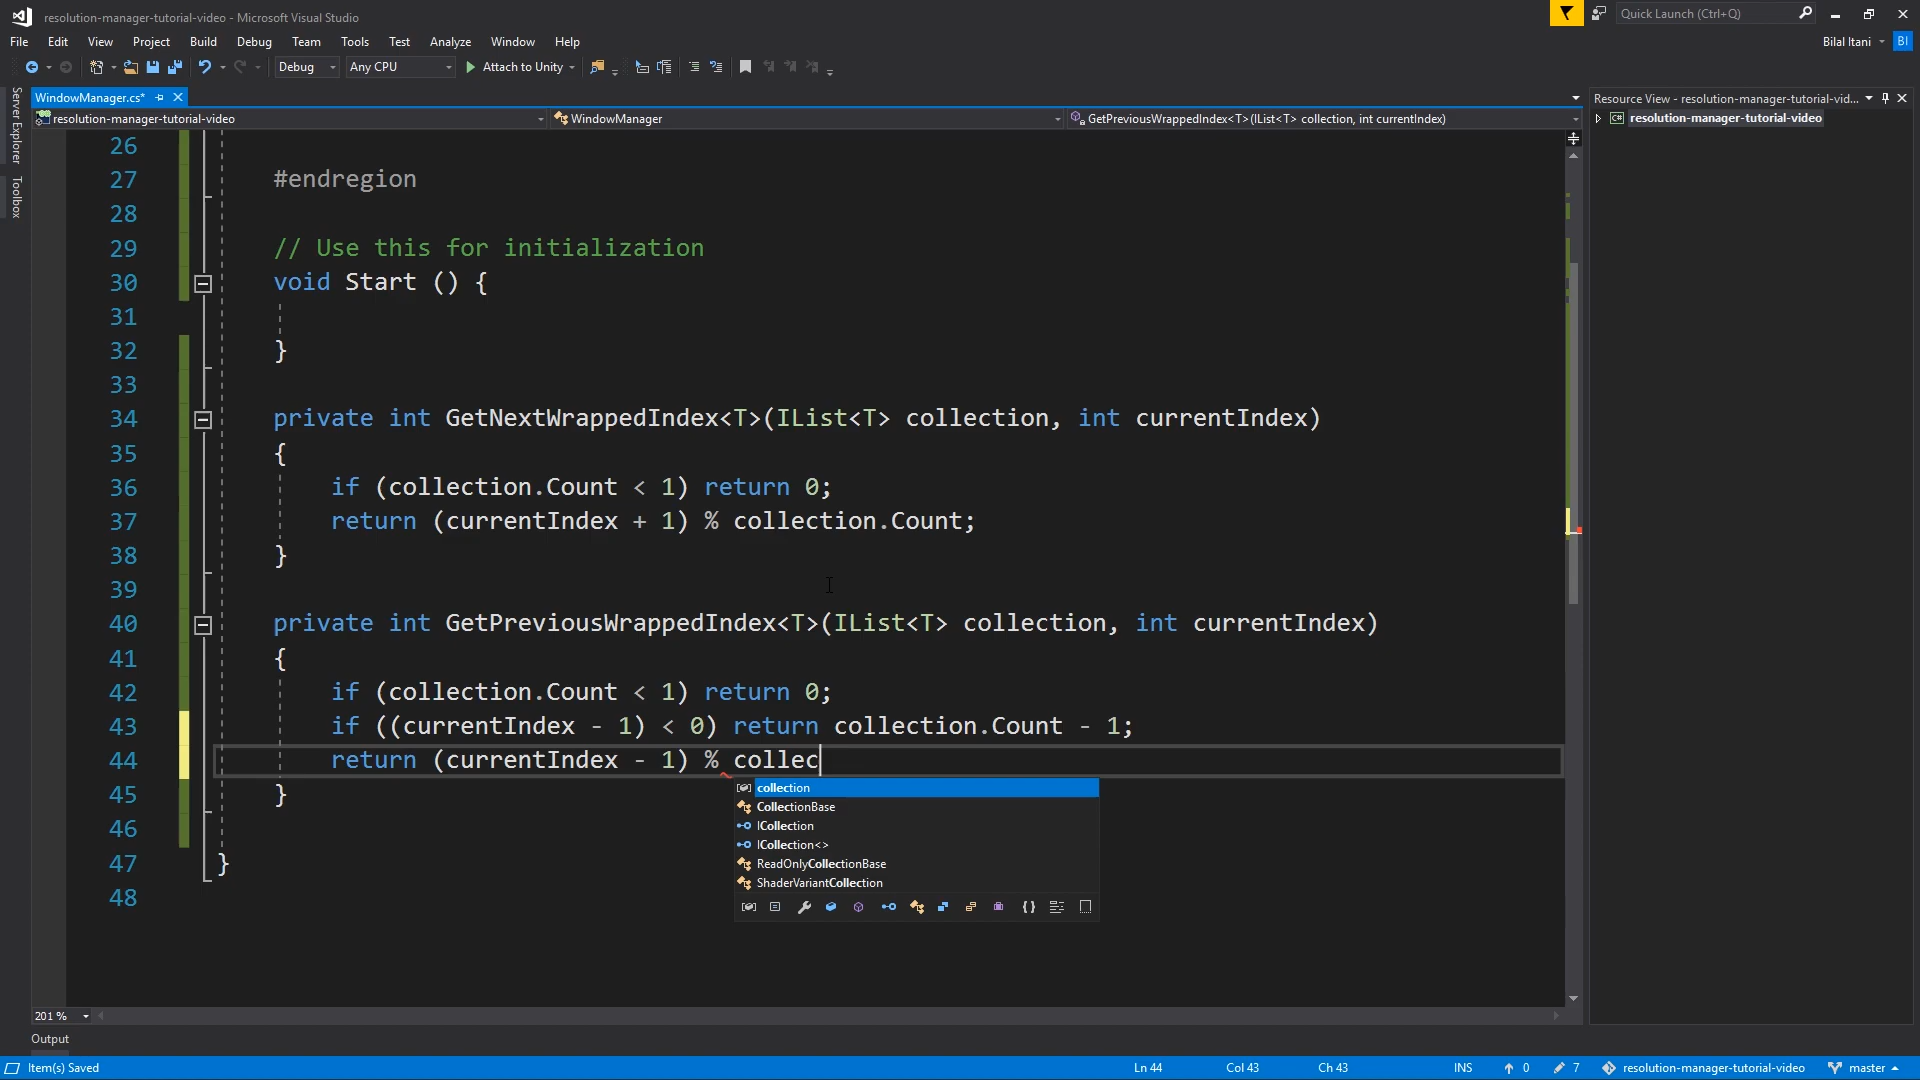 resolution-manager-tutorial-video - Microsoft Visual Studio
Quick Launch (Ctrl+Q)
File Edit View Project Build Debug Team Tools Test Analyze Window Help
Bilal Itani BI
Debug Any CPU Attach to Unity
Server Explorer
Toolbox
WindowManager.cs*
resolution-manager-tutorial-video WindowManager GetPreviousWrappedIndex<T>(IList<T> collection, int currentIndex)
Resource View - resolution-manager-tutorial-vid...
resolution-manager-tutorial-video
26
27 #endregion
28
29 // Use this for initialization
30 void Start () {
31
32 }
33
34 private int GetNextWrappedIndex<T>(IList<T> collection, int currentIndex)
35 {
36 if (collection.Count < 1) return 0;
37 return (currentIndex + 1) % collection.Count;
38 }
39
40 private int GetPreviousWrappedIndex<T>(IList<T> collection, int currentIndex)
41 {
42 if (collection.Count < 1) return 0;
43 if ((currentIndex - 1) < 0) return collection.Count - 1;
44 return (currentIndex - 1) % collec
45 }
46
47 }
48
collection
CollectionBase
ICollection
ICollection<>
ReadOnlyCollectionBase
ShaderVariantCollection
201 %
Output
Item(s) Saved Ln 44 Col 43 Ch 43 INS 0 7 resolution-manager-tutorial-video master